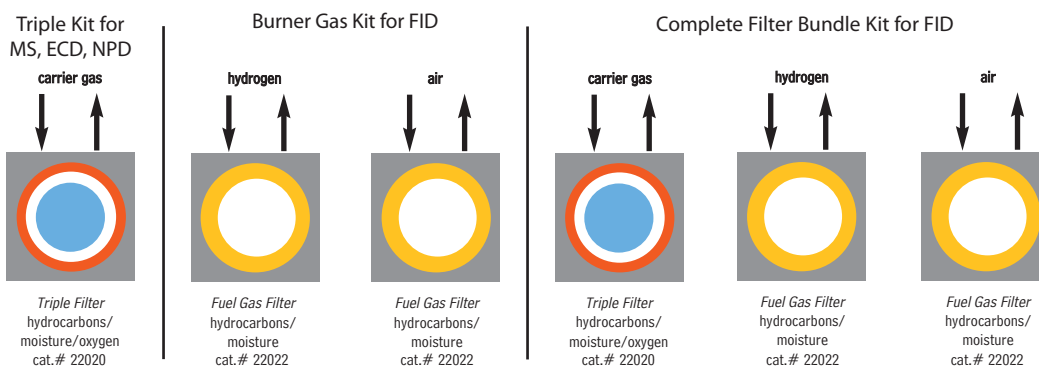 Triple Kit for
MS, ECD, NPD
carrier gas
Triple Filter
hydrocarbons/
moisture/oxygen
cat.# 22020
Burner Gas Kit for FID
hydrogen
Fuel Gas Filter
hydrocarbons/
moisture
cat.# 22022
air
Fuel Gas Filter
hydrocarbons/
moisture
cat.# 22022
Complete Filter Bundle Kit for FID
carrier gas
Triple Filter
hydrocarbons/
moisture/oxygen
cat.# 22020
hydrogen
Fuel Gas Filter
hydrocarbons/
moisture
cat.# 22022
air
Fuel Gas Filter
hydrocarbons/
moisture
cat.# 22022